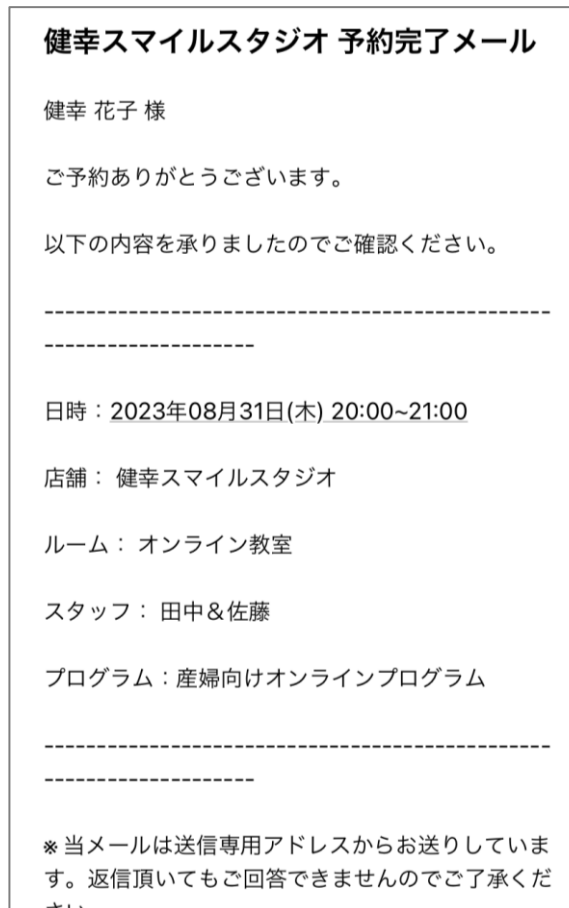 健幸スマイルスタジオ 予約完了メール
健幸 花子 様
ご予約ありがとうございます。
以下の内容を承りましたのでご確認ください。
------------------------------------------------
--------------------
日時：2023年08月31日(木) 20:00~21:00
店舗： 健幸スマイルスタジオ
ルーム： オンライン教室
スタッフ： 田中＆佐藤
プログラム：産婦向けオンラインプログラム
------------------------------------------------
--------------------
※ 当メールは送信専用アドレスからお送りしていま
す。返信頂いてもご回答できませんのでご了承くだ